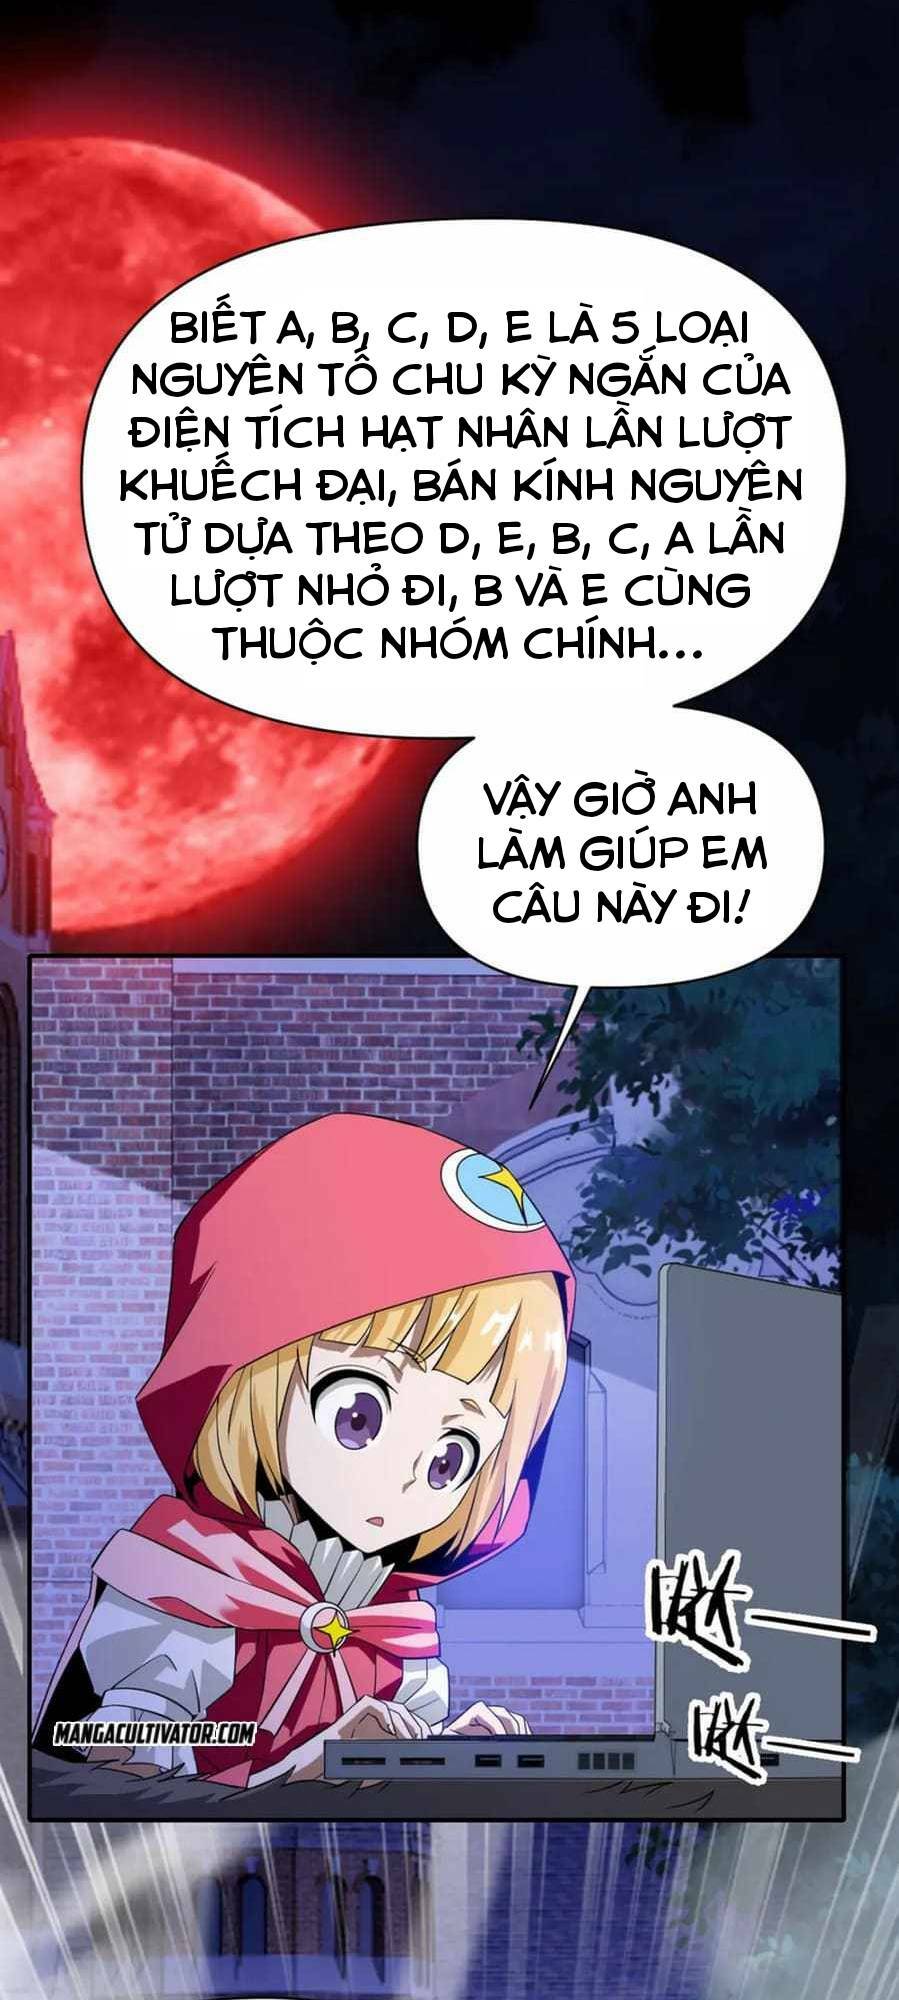 BIẾT A, B, C, D, E LÀ 5 LOẠI
NGUYÊN TỐ CHU KỲ NGẮN CỦA
ĐIỆN TÍCH HẠT NHÂN LẦN LƯỢT
KHUẾCH ĐẠI, BÁN KÍNH NGUYÊN
TỬ DỰA THEO D, E, B, C, A LẦN
LƯỢT NHỎ ĐI, B VÀ E CÙNG
THUỘC NHÓM CHÍNH...
VẬY GIỜ ANH
LÀM GIÚP EM
CÂU NÀY ĐI!
MANGACULTIVATOR.COM